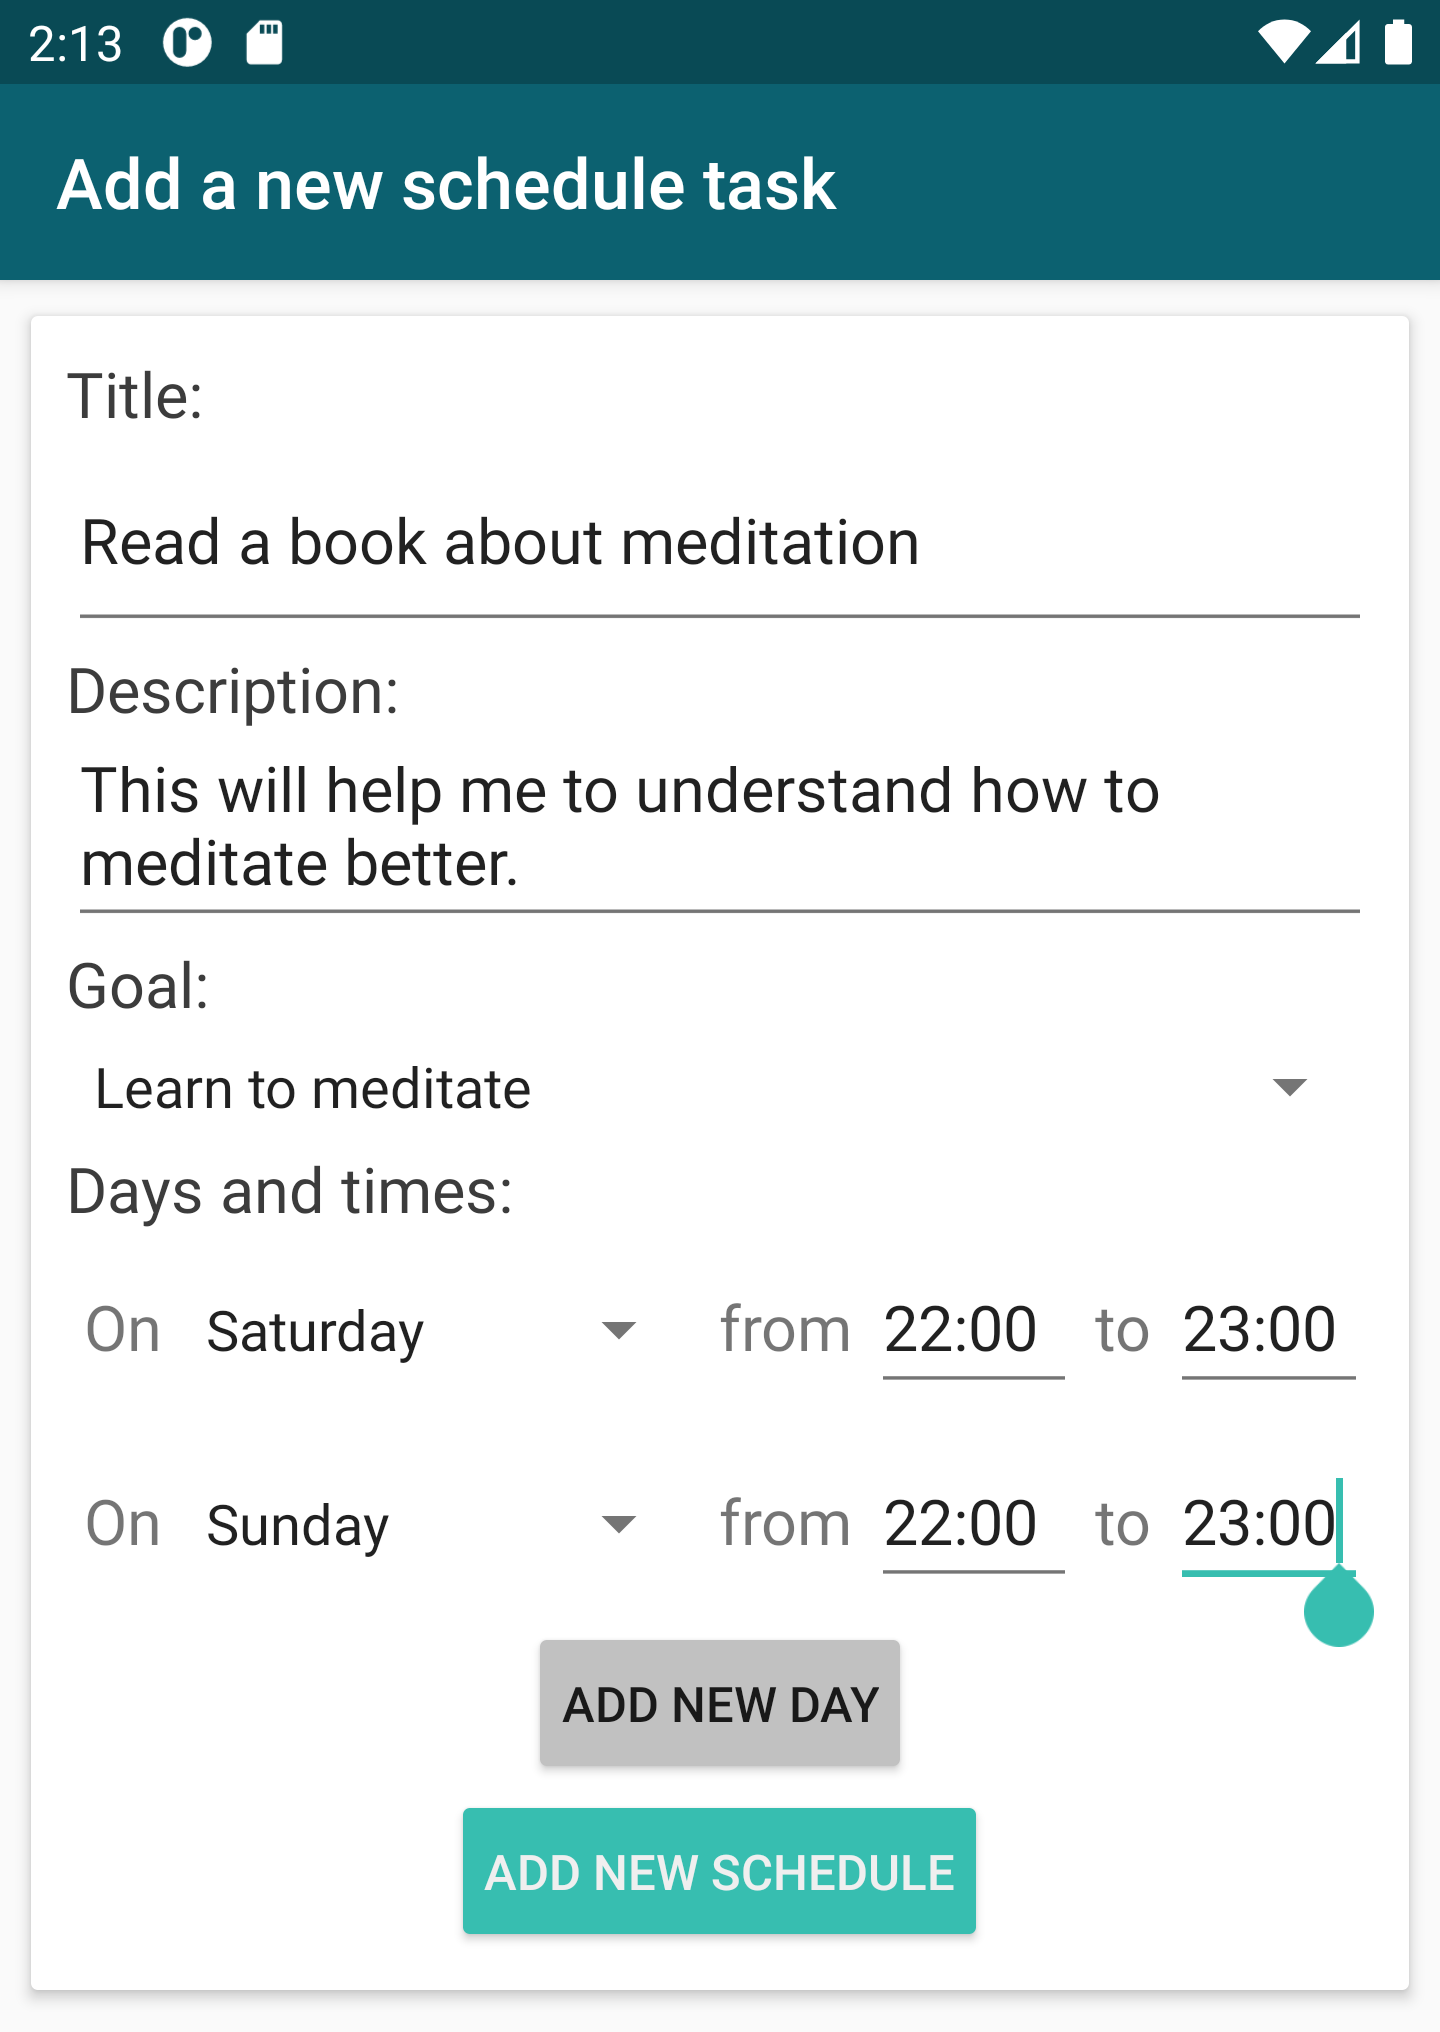 2:13
Add a new schedule task
Title:
Read a book about meditation
Description:
This will help me to understand how to
meditate better.
Goal:
Learn to meditate
Days and times:
On Saturday from 22:00 to 23:00
On Sunday from 22:00 to 23:00
ADD NEW DAY
ADD NEW SCHEDULE